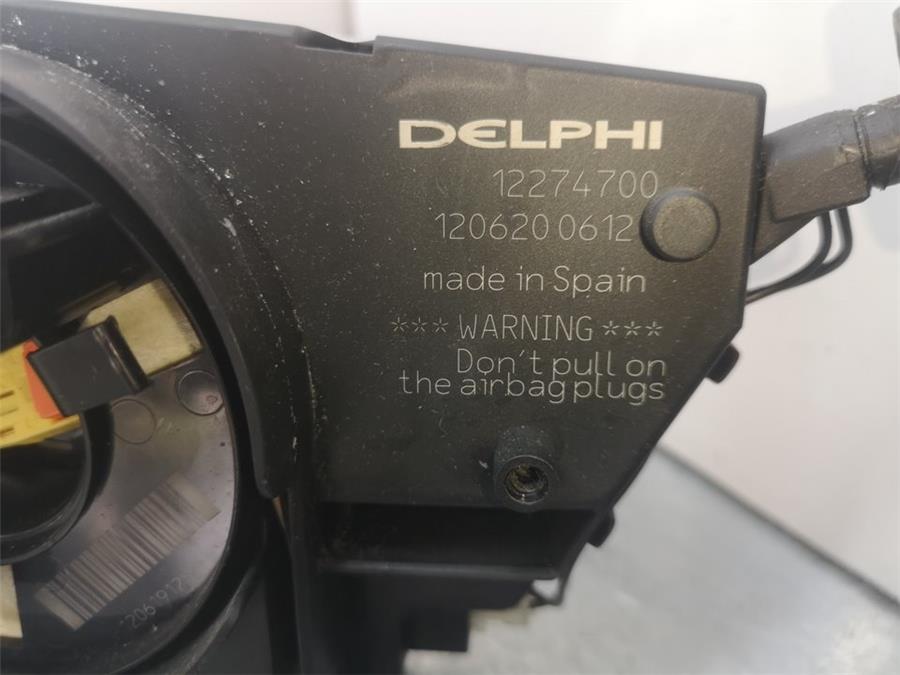 DELPHI
12274700
120620 0612
made in Spain
*** WARNING ***
Don't pull on
the airbag plugs